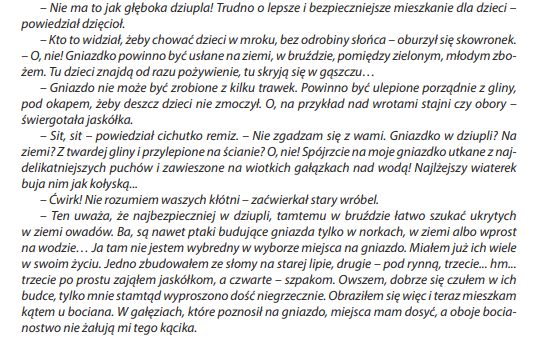 – Nie ma to jak głęboka dziupla! Trudno o lepsze i bezpieczniejsze mieszkanie dla dzieci –
powiedział dzięcioł.
– Kto to widział, żeby chować dzieci w mroku, bez odrobiny słońca – oburzył się skowronek.
– O, nie! Gniazdko powinno być usłane na ziemi, w bruździe, pomiędzy zielonym, młodym zbo-
żem. Tu dzieci znajdą od razu pożywienie, tu skryją się w gąszczu…
– Gniazdo nie może być zrobione z kilku trawek. Powinno być ulepione porządnie z gliny,
pod okapem, żeby deszcz dzieci nie zmoczył. O, na przykład nad wrotami stajni czy obory –
świergotała jaskółka.
– Sit, sit – powiedział cichutko remiz. – Nie zgadzam się z wami. Gniazdko w dziupli? Na
ziemi? Z twardej gliny i przylepione na ścianie? O, nie! Spójrzcie na moje gniazdko utkane z naj-
delikatniejszych puchów i zawieszone na wiotkich gałązkach nad wodą! Najlżejszy wiaterek
buja nim jak kołyską...
– Ćwirk! Nie rozumiem waszych kłótni – zaćwierkał stary wróbel.
– Ten uważa, że najbezpieczniej w dziupli, tamtemu w bruździe łatwo szukać ukrytych
w ziemi owadów. Ba, są nawet ptaki budujące gniazda tylko w norkach, w ziemi albo wprost
na wodzie… Ja tam nie jestem wybredny w wyborze miejsca na gniazdo. Miałem już ich wiele
w swoim życiu. Jedno zbudowałem ze słomy na starej lipie, drugie – pod rynną, trzecie... hm...
trzecie po prostu zająłem jaskółkom, a czwarte – szpakom. Owszem, dobrze się czułem w ich
budce, tylko mnie stamtąd wyproszono dość niegrzecznie. Obraziłem się więc i teraz mieszkam
kątem u bociana. W gałęziach, które poznosił na gniazdo, miejsca mam dosyć, a oboje bocia-
nostwo nie żałują mi tego kącika.